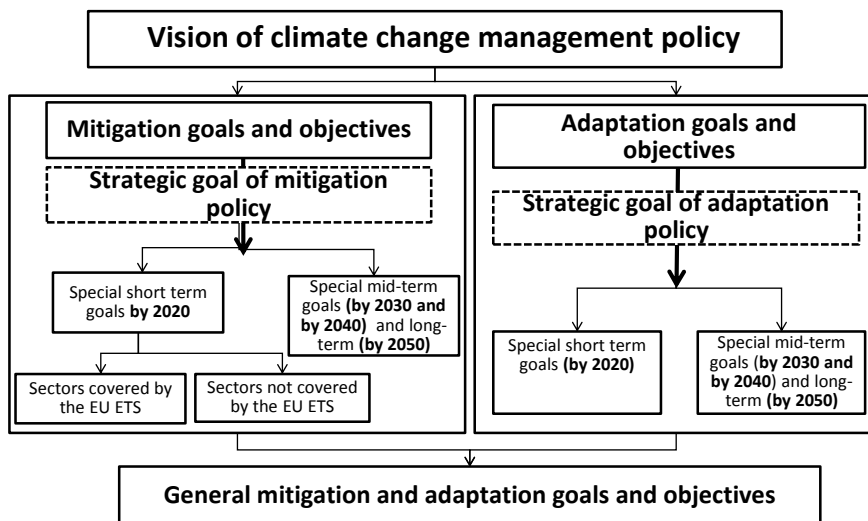 Vision of climate change management policy
Mitigation goals and objectives
Strategic goal of mitigation
policy
Special short term
goals by 2020
Special mid-term
goals (by 2030 and
by 2040) and long-
term (by 2050)
Sectors covered by
the EU ETS
Sectors not covered
by the EU ETS
Adaptation goals and
objectives
Strategic goal of adaptation
policy
Special short term
goals (by 2020)
Special mid-term
goals (by 2030 and
by 2040) and long-
term (by 2050)
General mitigation and adaptation goals and objectives